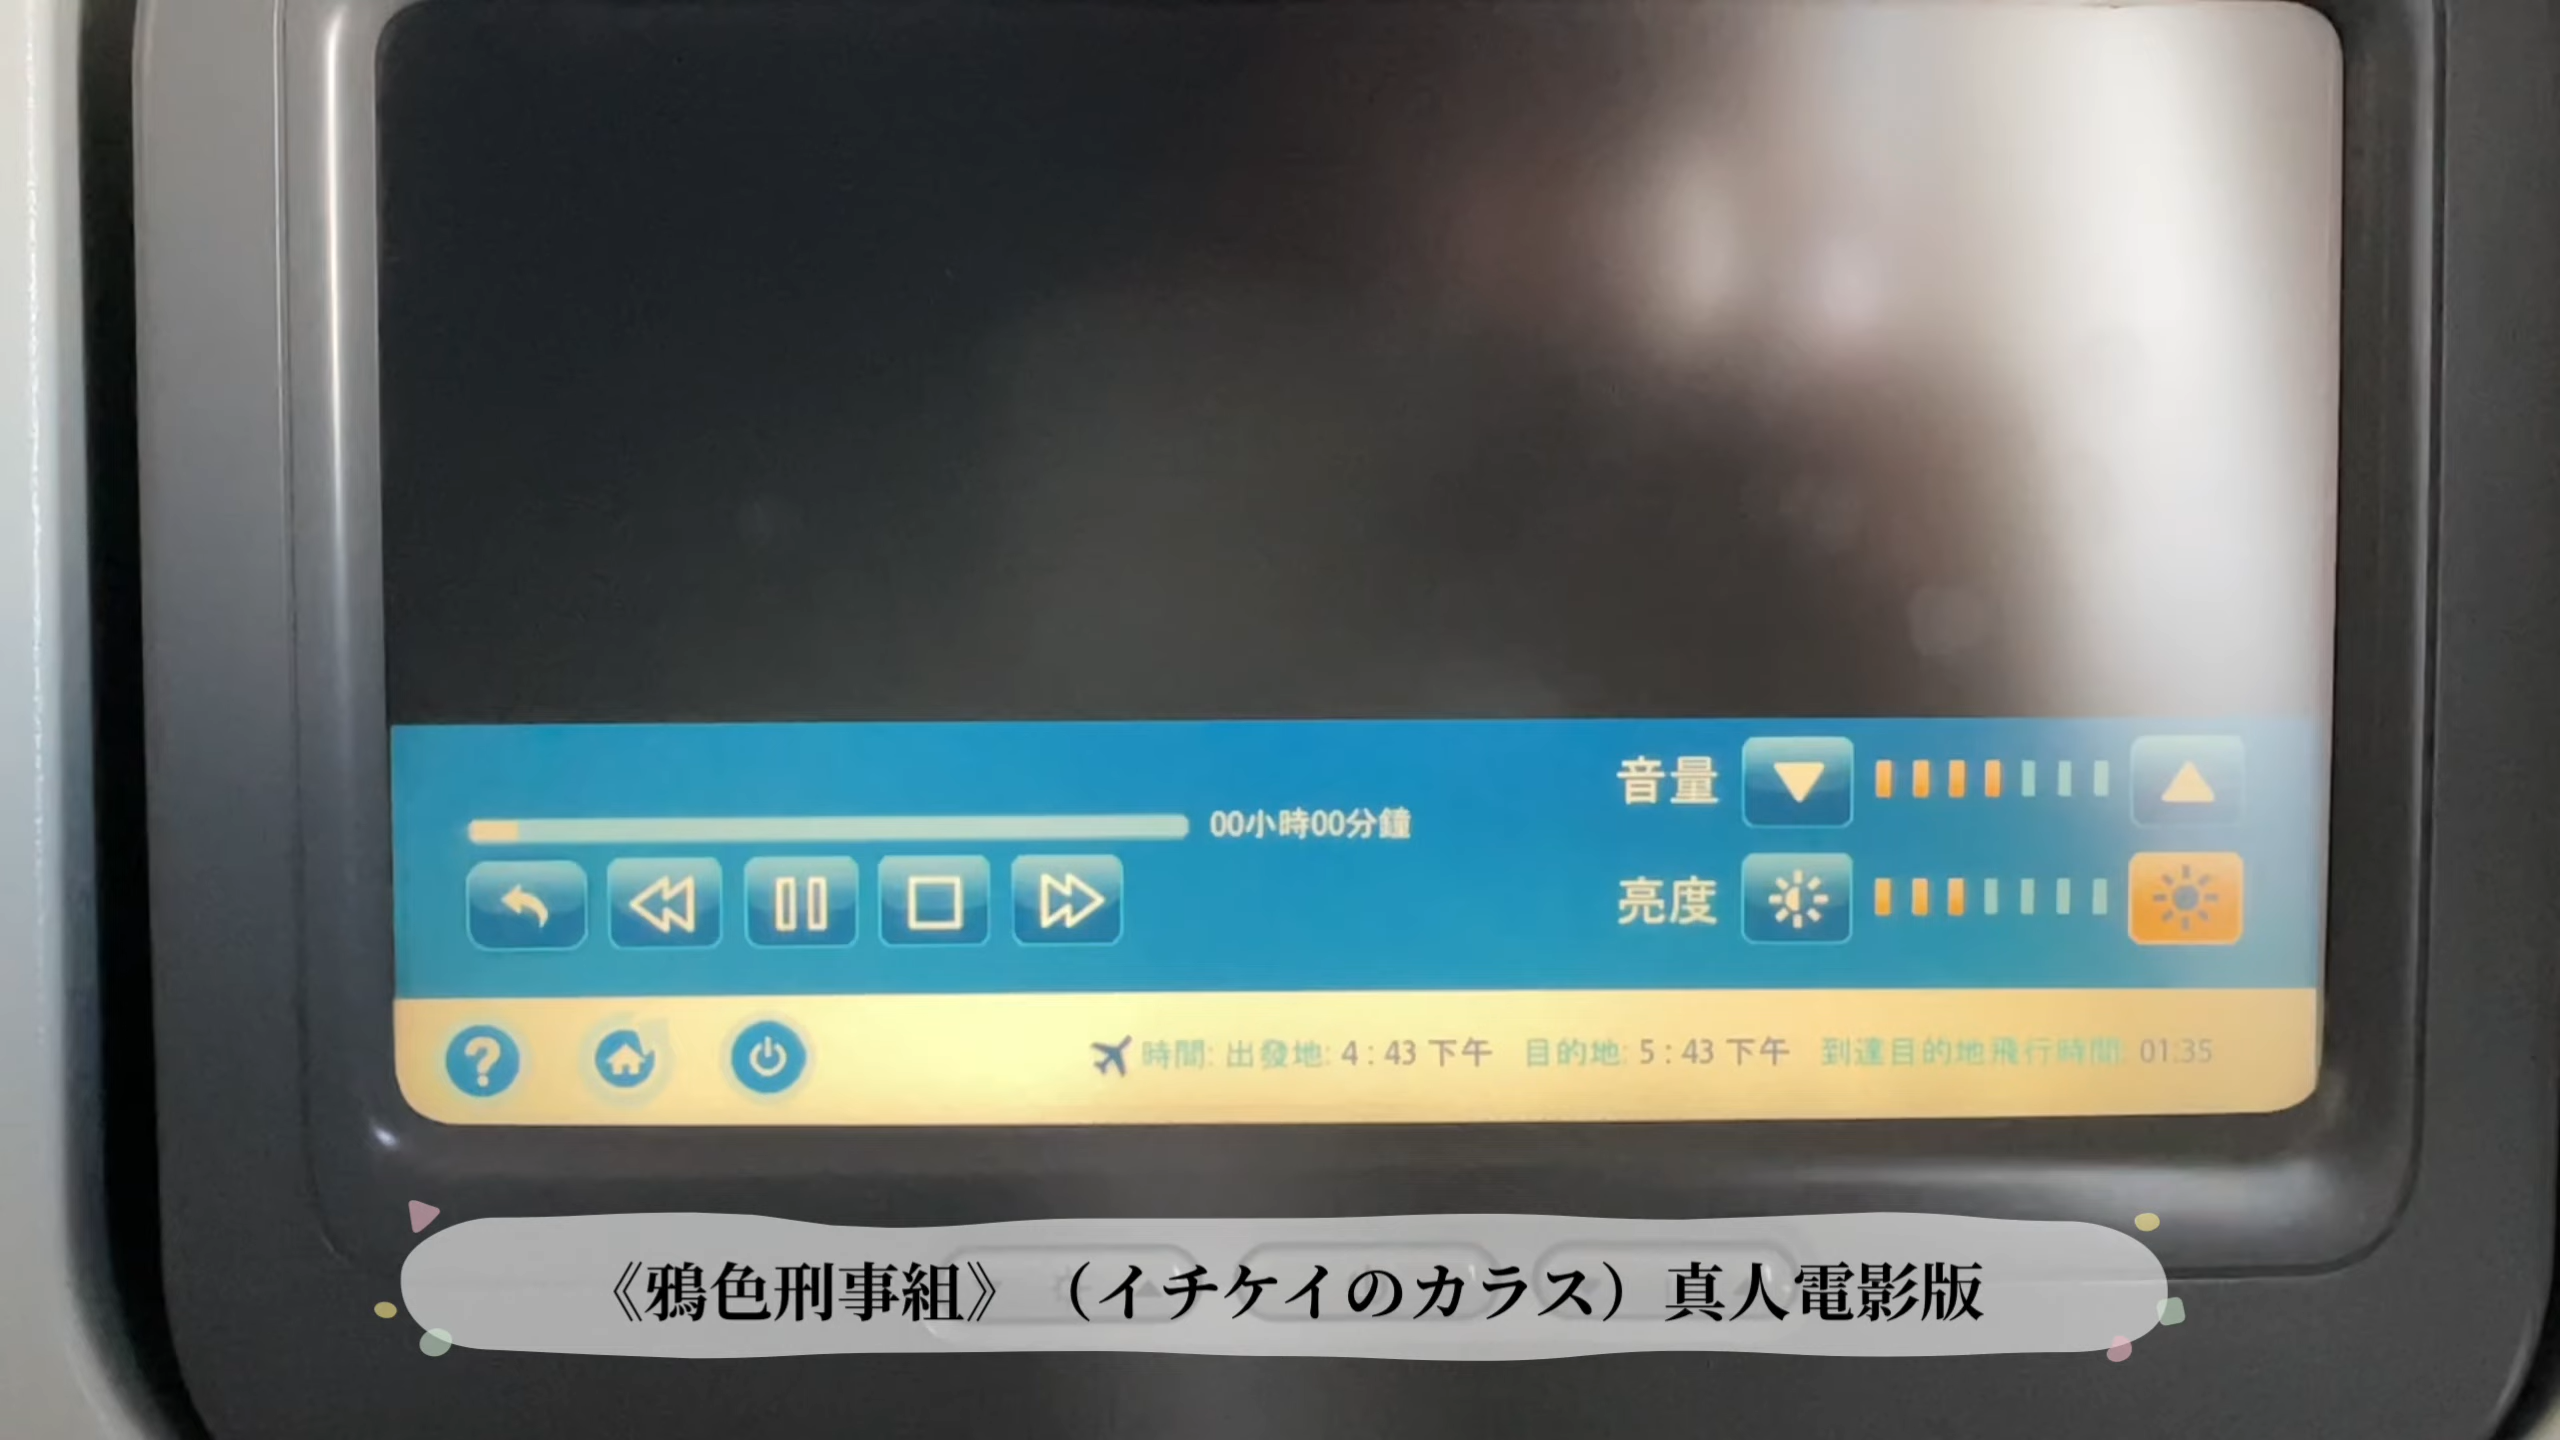 音量
00小時00分鐘
亮度
時間: 出發地: 4:43 下午 目的地: 5:43 下午 到達目的地飛行時間: 01:35
《鴉色刑事組》（イチケイのカラス）真人電影版